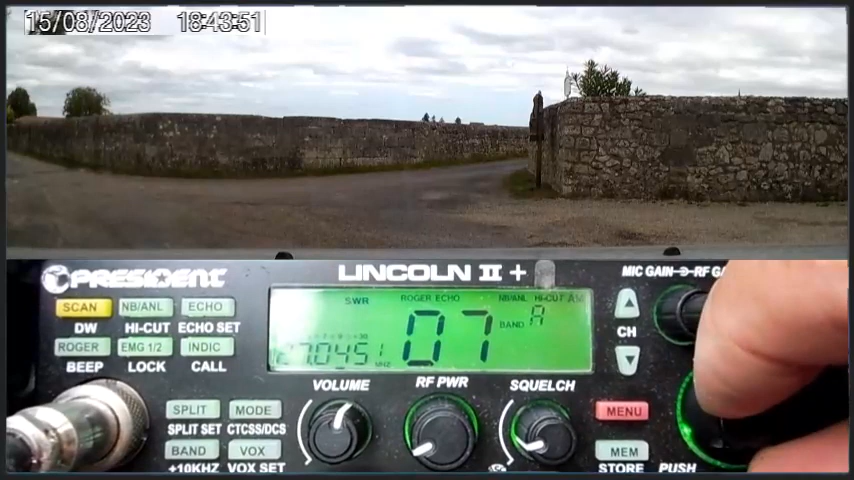 15/08/2023 18:43:51
PRESIDENT LINCOLN II + MIC GAIN RF GA
SCAN NB/ANL ECHO
DW HI-CUT ECHO SET
ROGER EMG 1/2 INDIC
BEEP LOCK CALL
SWR ROGER ECHO NB/ANL HI-CUT
07 BAND A
27.0451 MHZ
CH
VOLUME RF PWR SQUELCH
SPLIT MODE
SPLIT SET CTCSS/DCS
BAND VOX
+10KHZ VOX SET
MENU
MEM
STORE PUSH